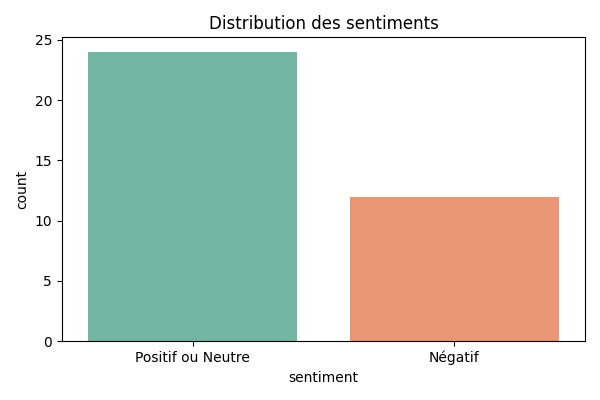 Distribution des sentiments
25
20
15
10
5
0
count
Positif ou Neutre
Négatif
sentiment